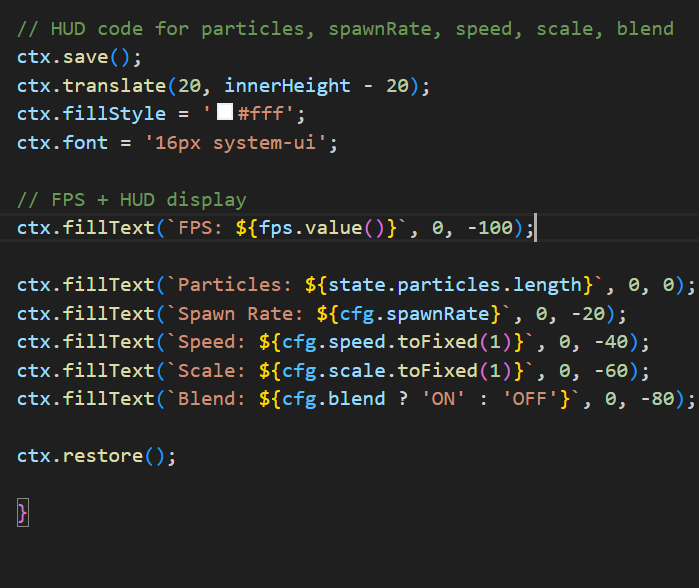 // HUD code for particles, spawnRate, speed, scale, blend
ctx.save();
ctx.translate(20, innerHeight - 20);
ctx.fillStyle = '#fff';
ctx.font = '16px system-ui';
// FPS + HUD display
ctx.fillText(`FPS: ${fps.value()}`, 0, -100);
ctx.fillText(`Particles: ${state.particles.length}`, 0, 0);
ctx.fillText(`Spawn Rate: ${cfg.spawnRate}`, 0, -20);
ctx.fillText(`Speed: ${cfg.speed.toFixed(1)}`, 0, -40);
ctx.fillText(`Scale: ${cfg.scale.toFixed(1)}`, 0, -60);
ctx.fillText(`Blend: ${cfg.blend ? 'ON' : 'OFF'}`, 0, -80);
ctx.restore();
}